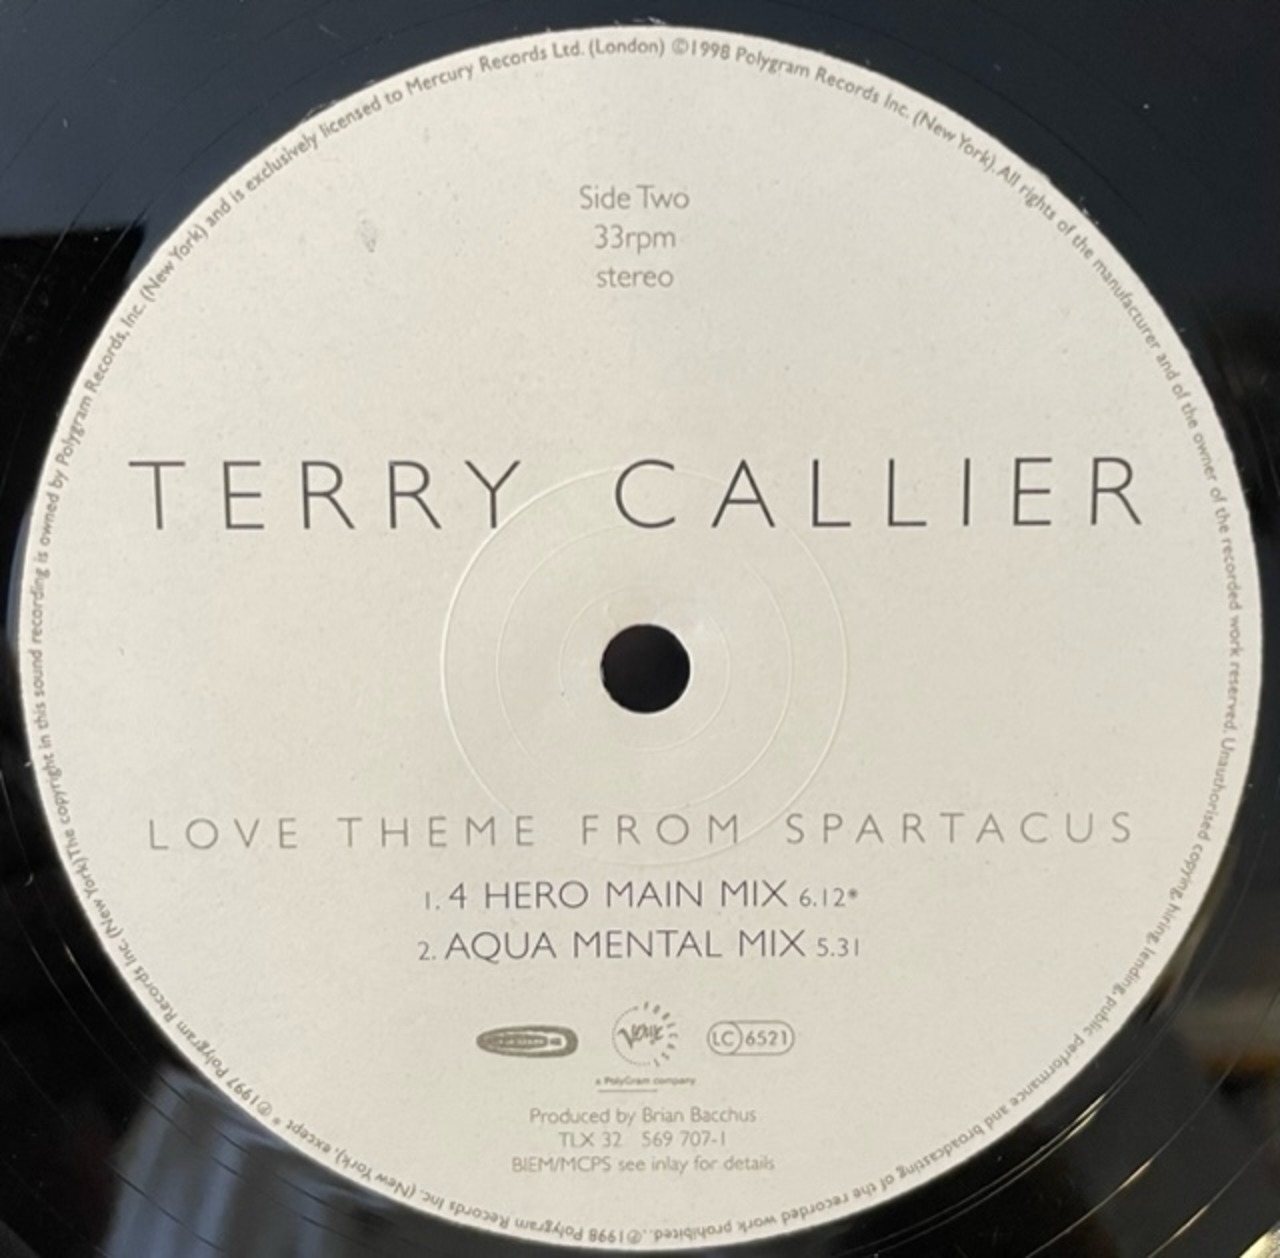 Side Two
33rpm
stereo
TERRY CALLIER
LOVE THEME FROM SPARTACUS
1. 4 HERO MAIN MIX 6.12*
2. AQUA MENTAL MIX 5.31
Verve
LC 6521
a PolyGram company
Produced by Brian Bacchus
TLX 32 569 707-1
BIEM/MCPS see inlay for details
℗1998 Polygram Records Inc. (New York), except * ℗1997 Polygram Records Inc. (New York)The copyright in this sound recording is owned by Polygram Records, Inc. (New York) and is exclusively licensed to Mercury Records Ltd. (London) ©1998 Polygram Records Inc. (New York). All rights of the manufacturer and of the owner of the recorded work reserved. Unauthorised copying, hiring, lending, public performance and broadcasting of the recorded work prohibited.